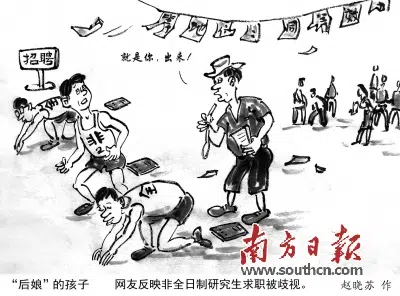 招聘
就是你，出来！
非
南方日报
www.southcn.com
“后娘”的孩子 网友反映非全日制研究生求职被歧视。 赵晓苏 作